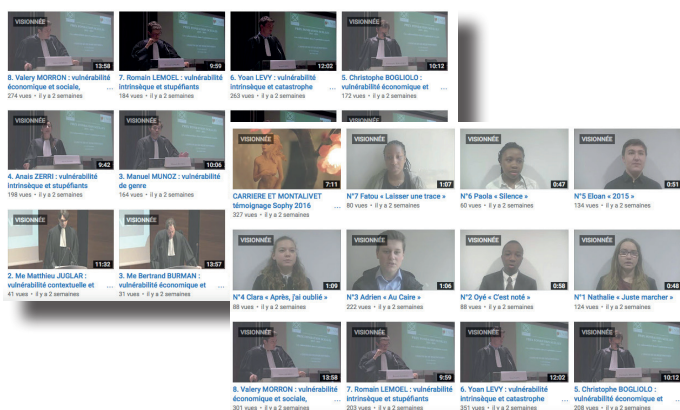 VISIONNÉE
13:58
8. Valery MORRON : vulnérabilité
économique et sociale,
...
274 vues • il y a 2 semaines
VISIONNÉE
9:59
7. Romain LEMOEL : vulnérabilité
intrinsèque et stupéfiants
184 vues • il y a 2 semaines
VISIONNÉE
12:02
6. Yoan LEVY : vulnérabilité
intrinsèque et catastrophe
263 vues • il y a 2 semaines
VISIONNÉE
10:12
5. Christophe BOGLIOLO :
vulnérabilité économique et
...
172 vues • il y a 2 semaines
VISIONNÉE
9:42
4. Anais ZERRI : vulnérabilité
intrinsèque et stupéfiants
198 vues • il y a 2 semaines
VISIONNÉE
10:06
3. Manuel MUNOZ : vulnérabilité
de genre
164 vues • il y a 2 semaines
VISIONNÉE
VISIONNÉE
VISIONNÉE
11:32
2. Me Matthieu JUGLAR :
vulnérabilité contextuelle et
...
41 vues • il y a 2 semaines
VISIONNÉE
13:57
3. Me Bertrand BURMAN :
vulnérabilité économique et
...
31 vues • il y a 2 semaines
VISIONNÉE
7:11
CARRIERE ET MONTALIVET
témoignage Sophy 2016
...
327 vues • il y a 2 semaines
VISIONNÉE
1:07
N°7 Fatou « Laisser une trace »
80 vues • il y a 2 semaines
VISIONNÉE
0:47
N°6 Paola « Silence »
60 vues • il y a 2 semaines
VISIONNÉE
0:51
N°5 Eloan « 2015 »
134 vues • il y a 2 semaines
VISIONNÉE
1:09
N°4 Clara « Après, j'ai oublié »
88 vues • il y a 2 semaines
VISIONNÉE
1:06
N°3 Adrien « Au Caire »
222 vues • il y a 2 semaines
VISIONNÉE
0:58
N°2 Oyé « C'est noté »
88 vues • il y a 2 semaines
VISIONNÉE
0:48
N°1 Nathalie « Juste marcher »
124 vues • il y a 2 semaines
VISIONNÉE
13:58
8. Valery MORRON : vulnérabilité
économique et sociale,
...
301 vues • il y a 2 semaines
VISIONNÉE
9:59
7. Romain LEMOEL : vulnérabilité
intrinsèque et stupéfiants
203 vues • il y a 2 semaines
VISIONNÉE
12:02
6. Yoan LEVY : vulnérabilité
intrinsèque et catastrophe
351 vues • il y a 2 semaines
VISIONNÉE
10:12
5. Christophe BOGLIOLO :
vulnérabilité économique et
...
208 vues • il y a 2 semaines